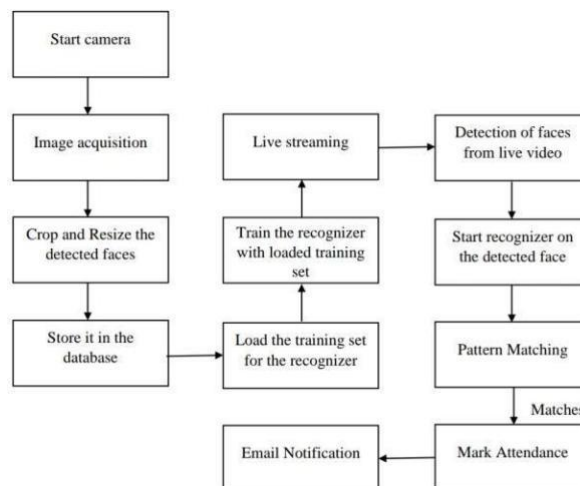 Start camera
Image acquisition
Crop and Resize the
detected faces
Store it in the
database
Load the training set
for the recognizer
Train the recognizer
with loaded training
set
Live streaming
Detection of faces
from live video
Start recognizer on
the detected face
Pattern Matching
Matches
Mark Attendance
Email Notification